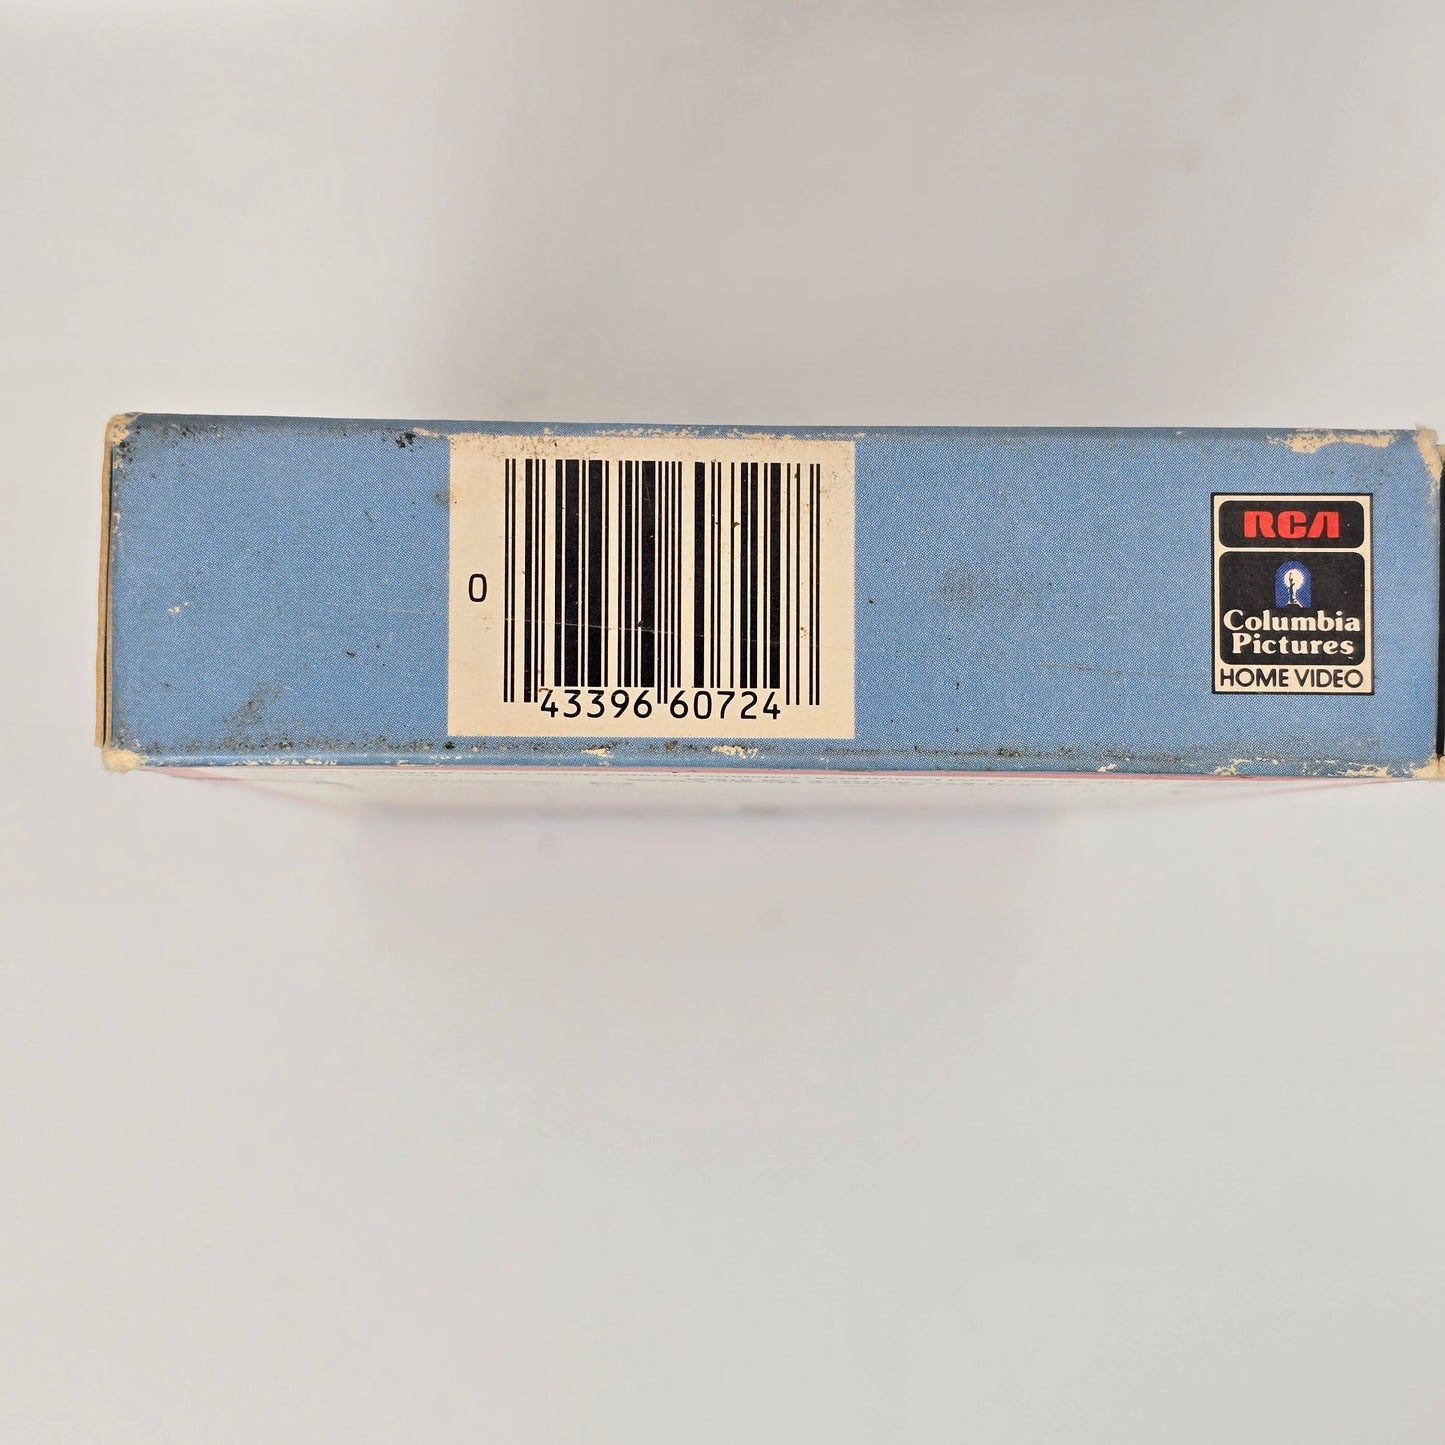 0
43396 60724
RCA
Columbia
Pictures
HOME VIDEO